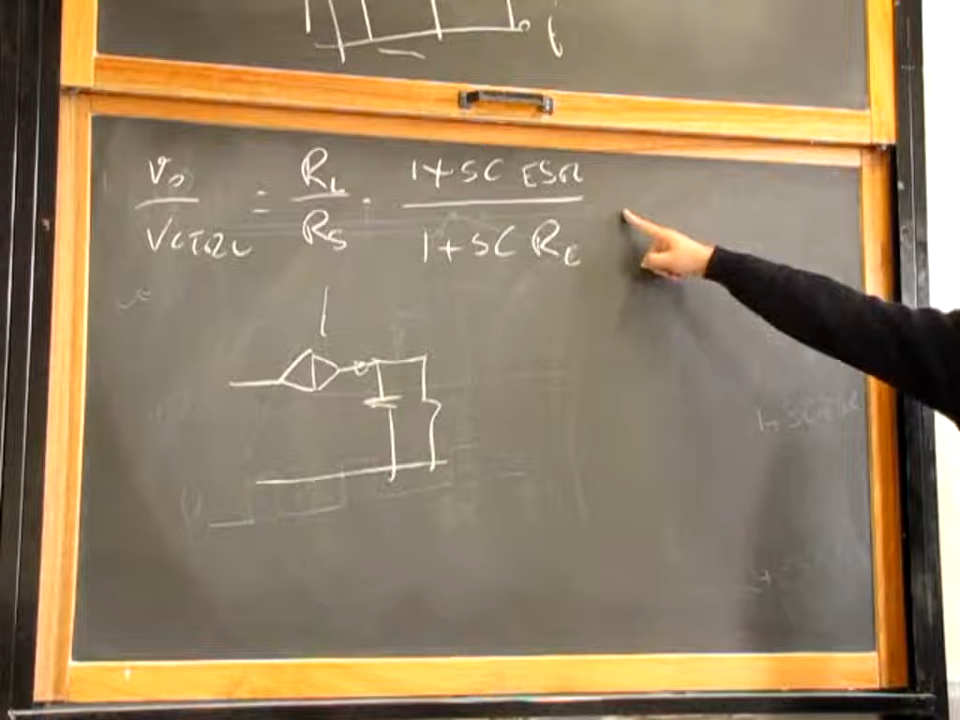 Vo / VCTRL = RL / RS · 1+SC ESR / 1+SC RL